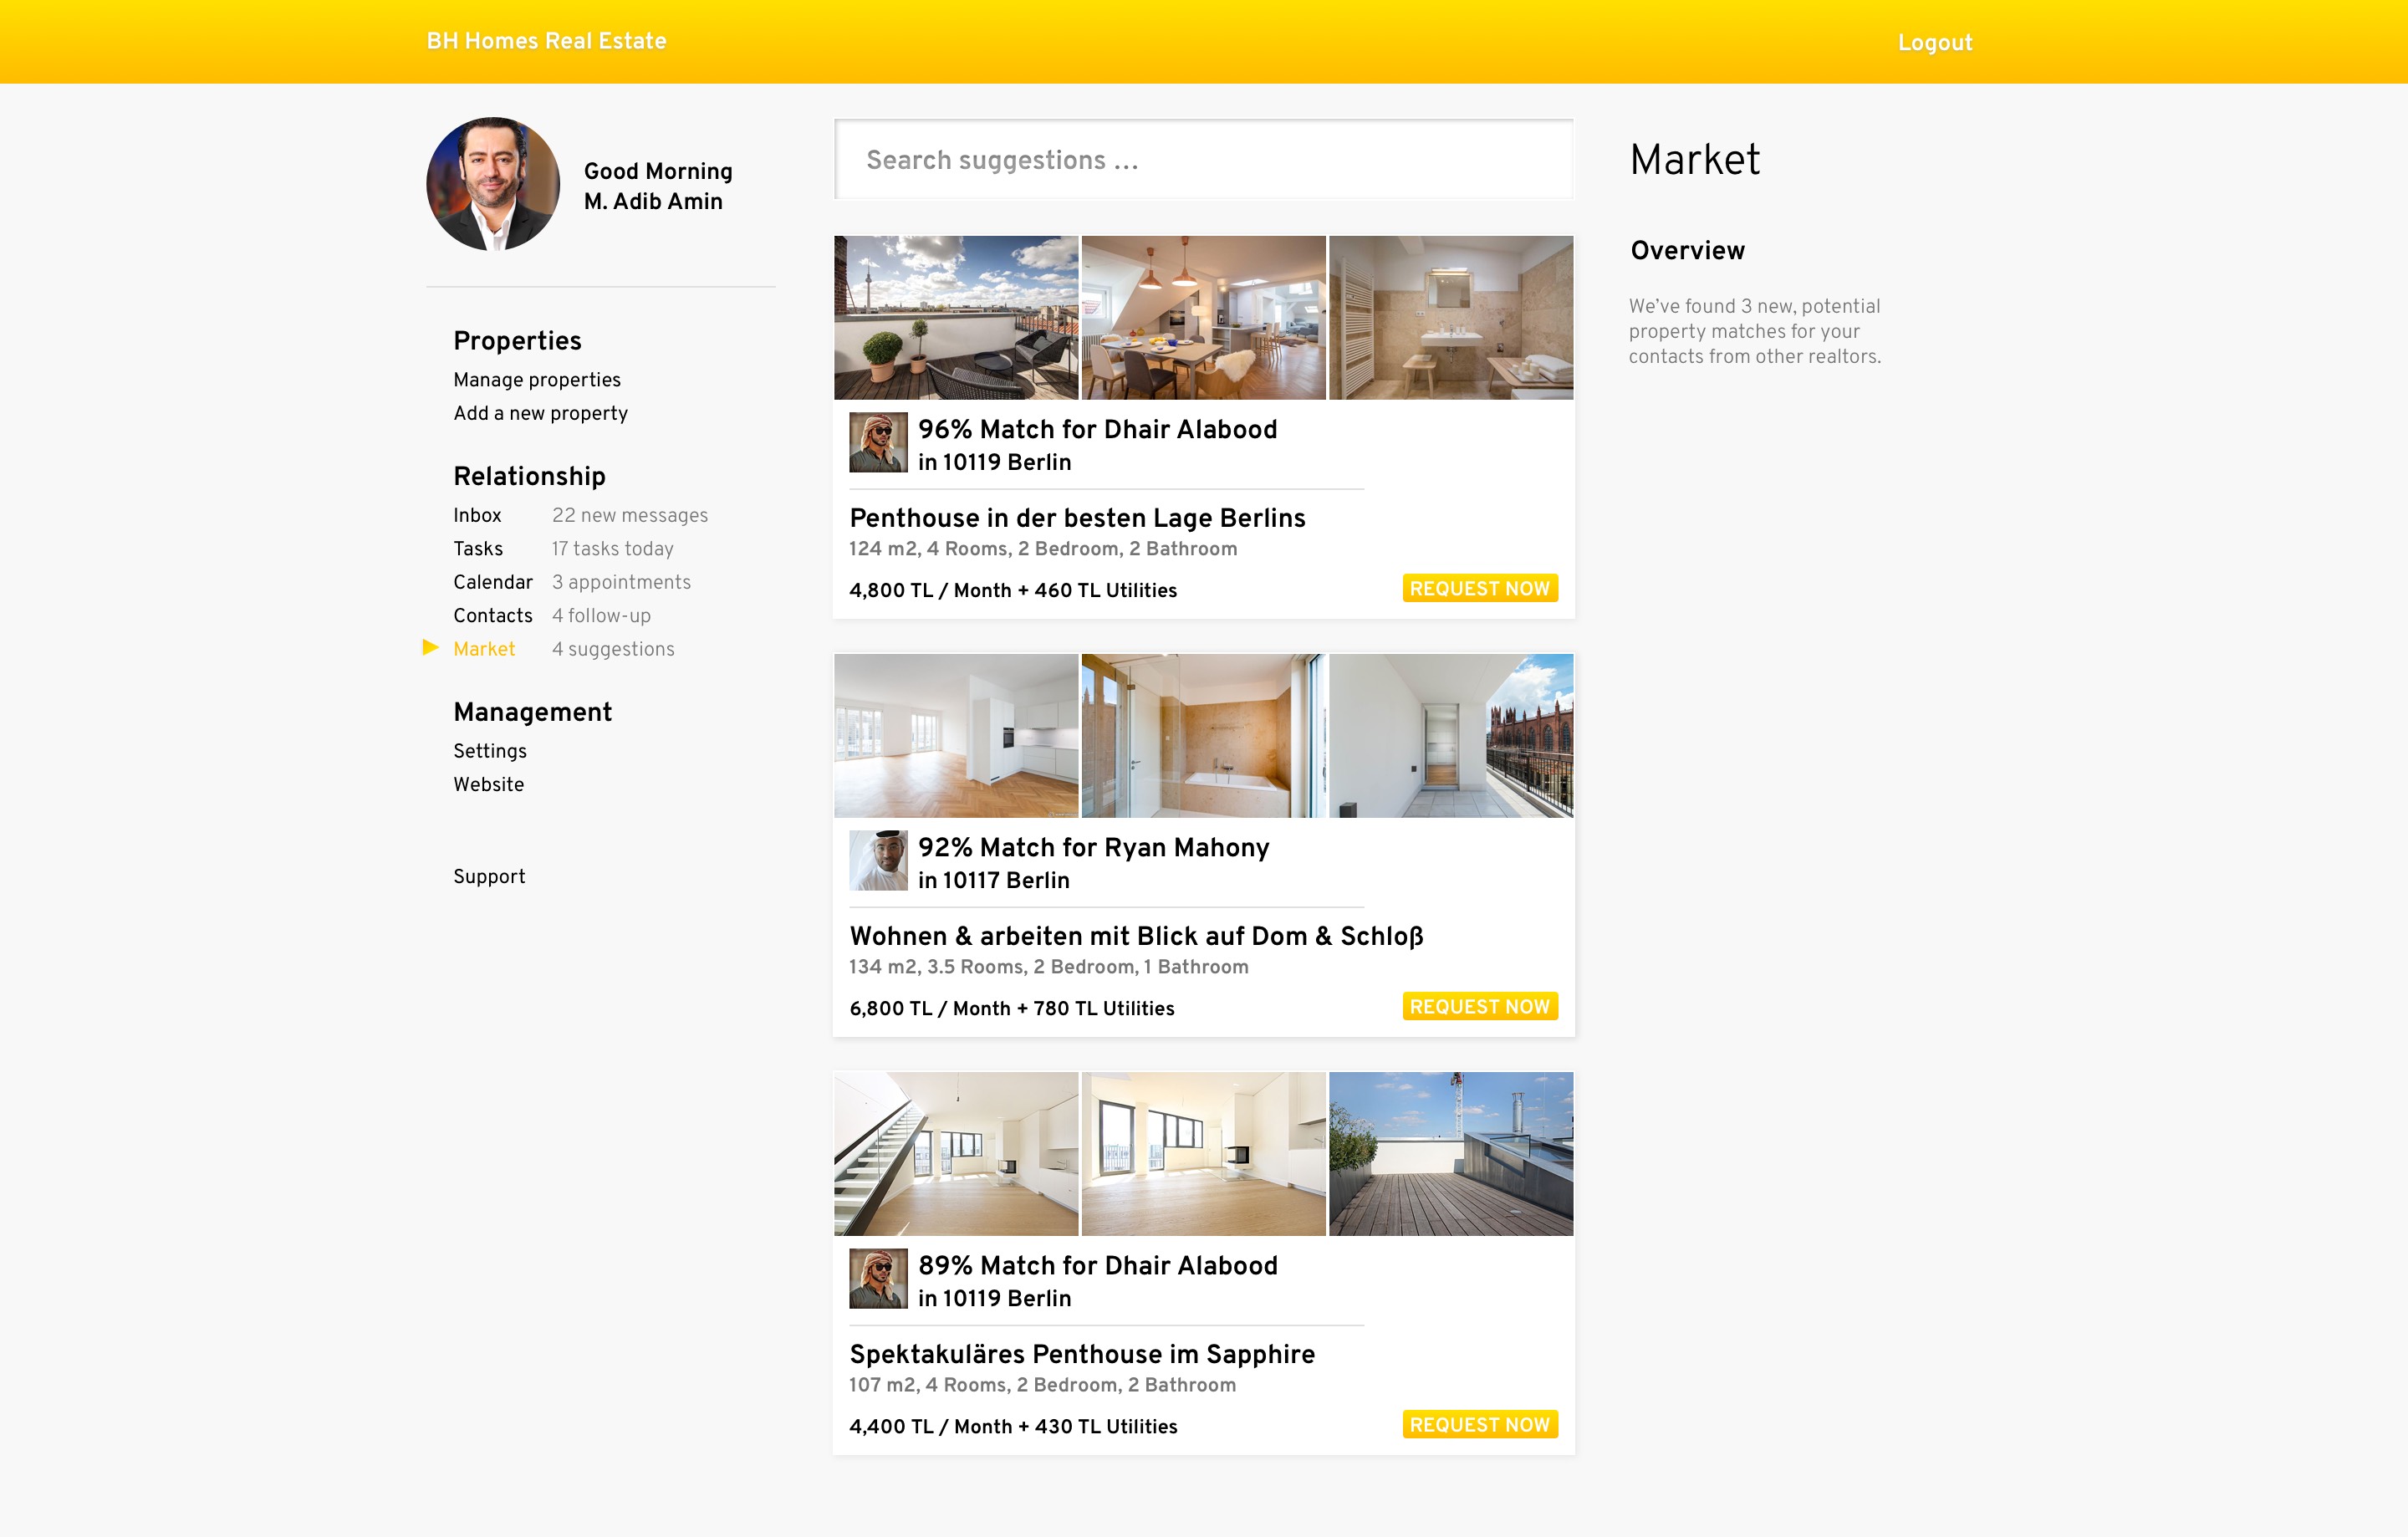 BH Homes Real Estate
Logout
Good Morning
M. Adib Amin
Properties
Manage properties
Add a new property
Relationship
Inbox 22 new messages
Tasks 17 tasks today
Calendar 3 appointments
Contacts 4 follow-up
Market 4 suggestions
Management
Settings
Website
Support
Search suggestions ...
96% Match for Dhair Alabood
in 10119 Berlin
Penthouse in der besten Lage Berlins
124 m2, 4 Rooms, 2 Bedroom, 2 Bathroom
4,800 TL / Month + 460 TL Utilities
REQUEST NOW
92% Match for Ryan Mahony
in 10117 Berlin
Wohnen & arbeiten mit Blick auf Dom & Schloß
134 m2, 3.5 Rooms, 2 Bedroom, 1 Bathroom
6,800 TL / Month + 780 TL Utilities
REQUEST NOW
89% Match for Dhair Alabood
in 10119 Berlin
Spektakuläres Penthouse im Sapphire
107 m2, 4 Rooms, 2 Bedroom, 2 Bathroom
4,400 TL / Month + 430 TL Utilities
REQUEST NOW
Market
Overview
We've found 3 new, potential
property matches for your
contacts from other realtors.